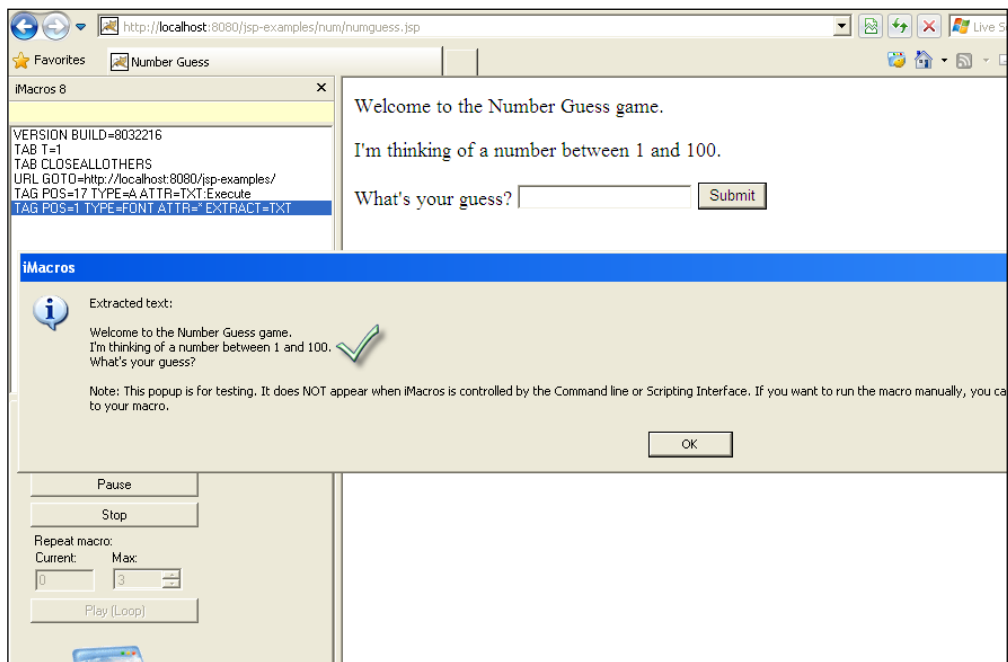 http://localhost:8080/jsp-examples/num/numguess.jsp
Live S
Favorites
Number Guess
iMacros 8
VERSION BUILD=8032216
TAB T=1
TAB CLOSEALLOTHERS
URL GOTO=http://localhost:8080/jsp-examples/
TAG POS=17 TYPE=A ATTR=TXT:Execute
TAG POS=1 TYPE=FONT ATTR=* EXTRACT=TXT
Welcome to the Number Guess game.
I'm thinking of a number between 1 and 100.
What's your guess?
Submit
iMacros
Extracted text:
Welcome to the Number Guess game.
I'm thinking of a number between 1 and 100.
What's your guess?
Note: This popup is for testing. It does NOT appear when iMacros is controlled by the Command line or Scripting Interface. If you want to run the macro manually, you ca
to your macro.
OK
Pause
Stop
Repeat macro:
Current: Max:
0 3
Play (Loop)